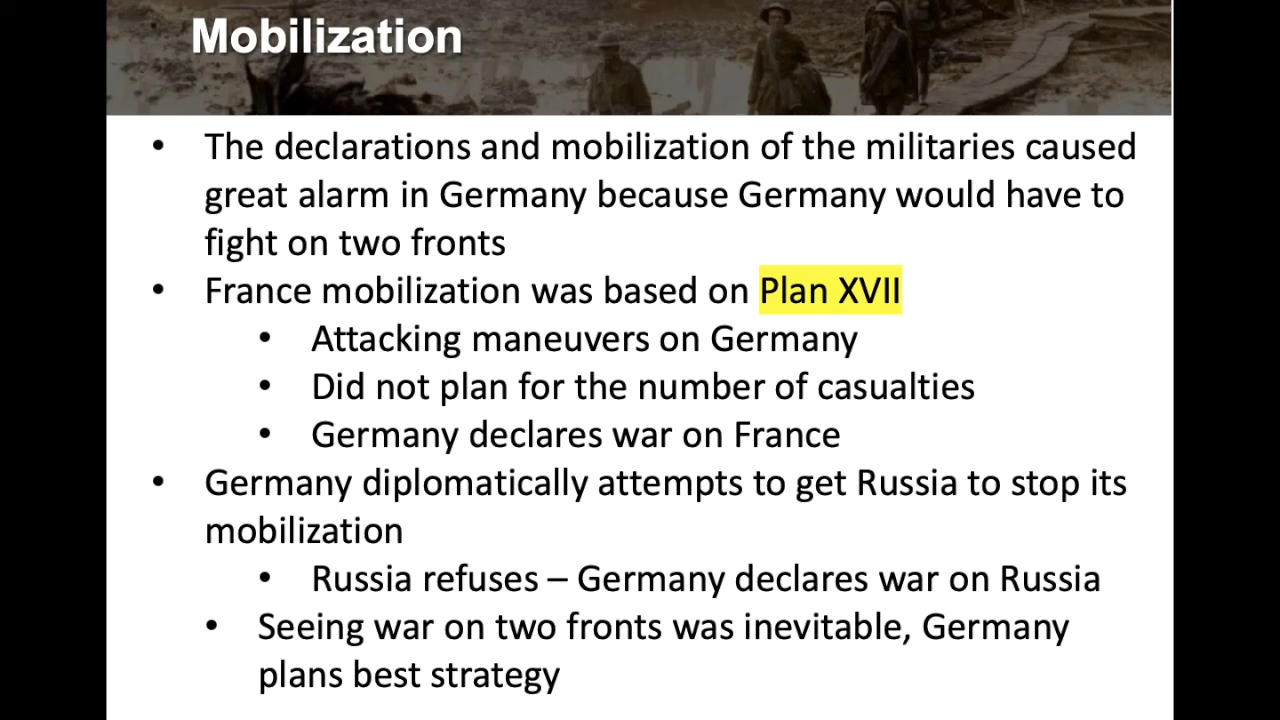 Mobilization
• The declarations and mobilization of the militaries caused
great alarm in Germany because Germany would have to
fight on two fronts
• France mobilization was based on Plan XVII
• Attacking maneuvers on Germany
• Did not plan for the number of casualties
• Germany declares war on France
• Germany diplomatically attempts to get Russia to stop its
mobilization
• Russia refuses – Germany declares war on Russia
• Seeing war on two fronts was inevitable, Germany
plans best strategy